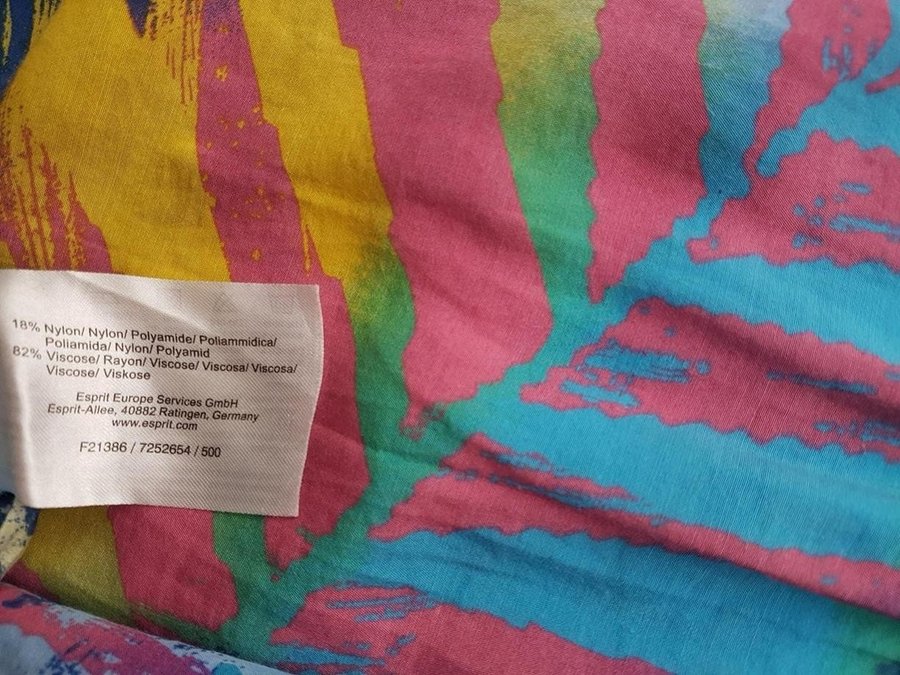 18% Nylon/ Nylon/ Polyamide/ Poliammidica/
Poliamida/ Nylon/ Polyamid
82% Viscose/ Rayon/ Viscose/ Viscosa/ Viscosa/
Viscose/ Viskose
Esprit Europe Services GmbH
Esprit-Allee, 40882 Ratingen, Germany
www.esprit.com
F21386 / 7252654 / 500